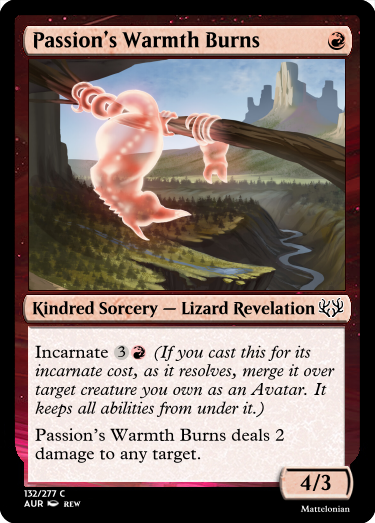 Passion's Warmth Burns
Kindred Sorcery — Lizard Revelation
Incarnate 3 (If you cast this for its
incarnate cost, as it resolves, merge it over
target creature you own as an Avatar. It
keeps all abilities from under it.)
Passion's Warmth Burns deals 2
damage to any target.
4/3
132/277 C
AUR REW
Mattelonian